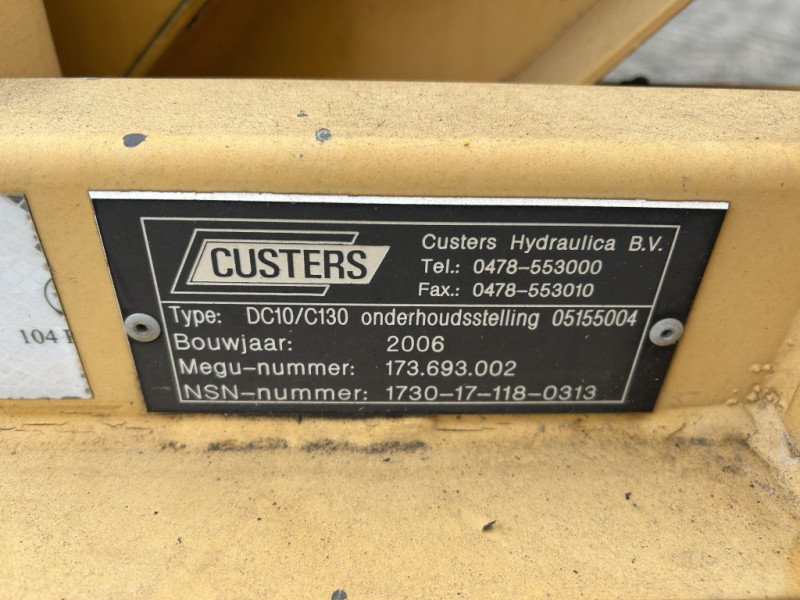 CUSTERS
Custers Hydraulica B.V.
Tel.: 0478-553000
Fax.: 0478-553010
Type: DC10/C130 onderhoudsstelling 05155004
Bouwjaar: 2006
Megu-nummer: 173.693.002
NSN-nummer: 1730-17-118-0313
104